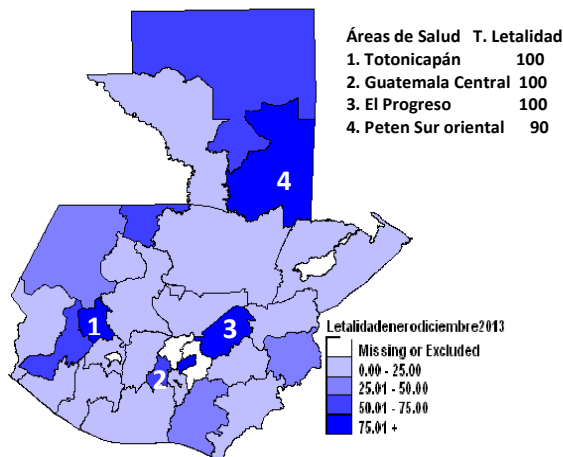 Áreas de Salud T. Letalidad
1. Totonicapán 100
2. Guatemala Central 100
3. El Progreso 100
4. Peten Sur oriental 90
4
1
3
2
Letalidadenerodiciembre2013
Missing or Excluded
0.00 - 25.00
25.01 - 50.00
50.01 - 75.00
75.01 +